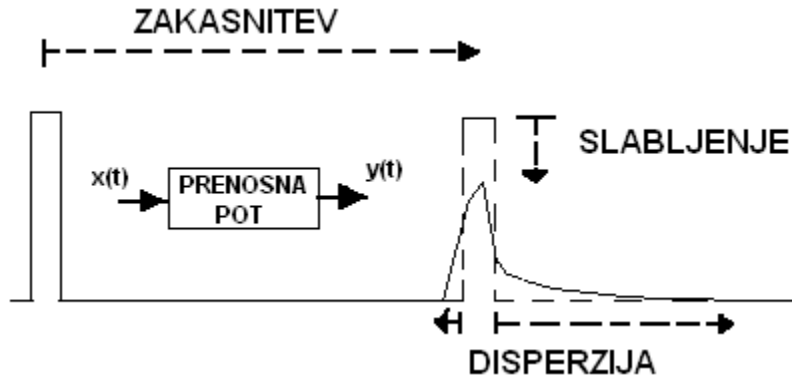 ZAKASNITEV
SLABLJENJE
x(t)
PRENOSNA
POT
y(t)
DISPERZIJA